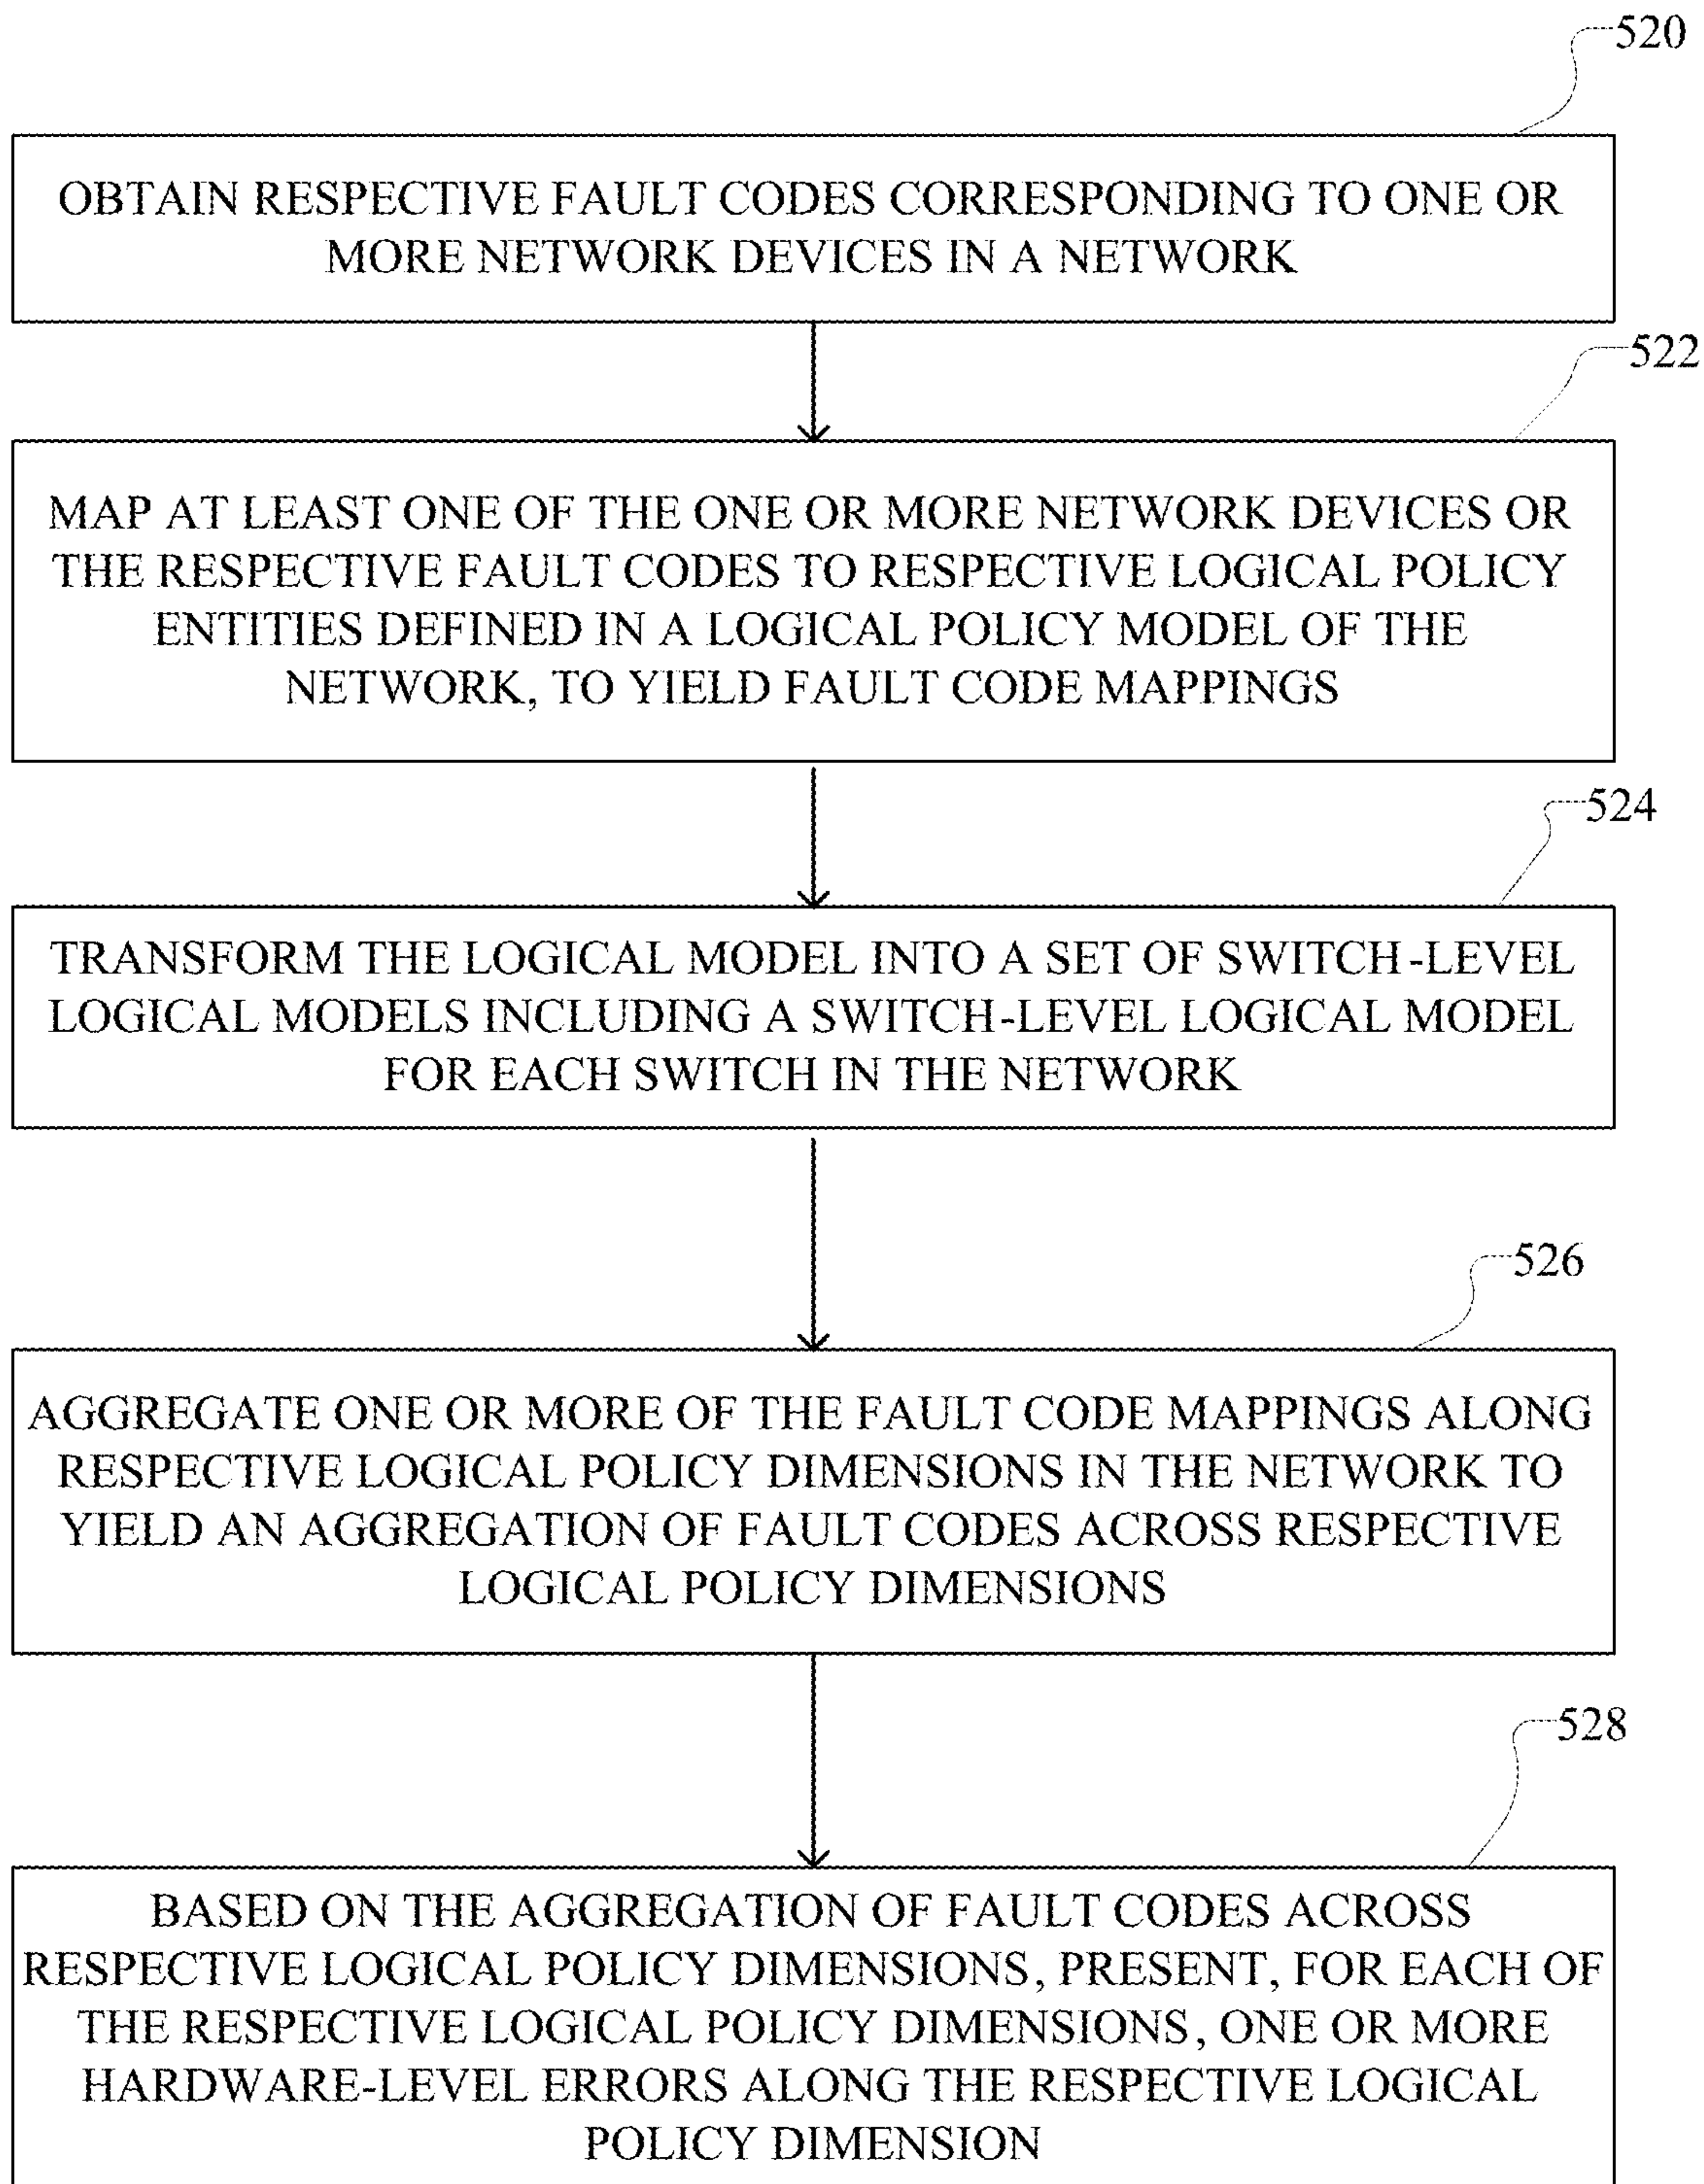 520
OBTAIN RESPECTIVE FAULT CODES CORRESPONDING TO ONE OR
MORE NETWORK DEVICES IN A NETWORK
522
MAP AT LEAST ONE OF THE ONE OR MORE NETWORK DEVICES OR
THE RESPECTIVE FAULT CODES TO RESPECTIVE LOGICAL POLICY
ENTITIES DEFINED IN A LOGICAL POLICY MODEL OF THE
NETWORK, TO YIELD FAULT CODE MAPPINGS
524
TRANSFORM THE LOGICAL MODEL INTO A SET OF SWITCH-LEVEL
LOGICAL MODELS INCLUDING A SWITCH-LEVEL LOGICAL MODEL
FOR EACH SWITCH IN THE NETWORK
526
AGGREGATE ONE OR MORE OF THE FAULT CODE MAPPINGS ALONG
RESPECTIVE LOGICAL POLICY DIMENSIONS IN THE NETWORK TO
YIELD AN AGGREGATION OF FAULT CODES ACROSS RESPECTIVE
LOGICAL POLICY DIMENSIONS
528
BASED ON THE AGGREGATION OF FAULT CODES ACROSS
RESPECTIVE LOGICAL POLICY DIMENSIONS, PRESENT, FOR EACH OF
THE RESPECTIVE LOGICAL POLICY DIMENSIONS, ONE OR MORE
HARDWARE-LEVEL ERRORS ALONG THE RESPECTIVE LOGICAL
POLICY DIMENSION